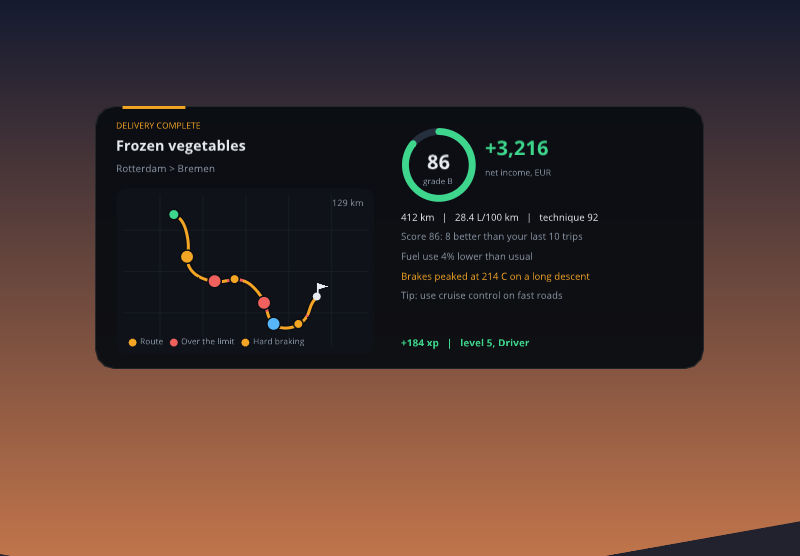 DELIVERY COMPLETE
Frozen vegetables
Rotterdam > Bremen
129 km
Route
Over the limit
Hard braking
86
grade B
+3,216
net income, EUR
412 km | 28.4 L/100 km | technique 92
Score 86: 8 better than your last 10 trips
Fuel use 4% lower than usual
Brakes peaked at 214 C on a long descent
Tip: use cruise control on fast roads
+184 xp | level 5, Driver